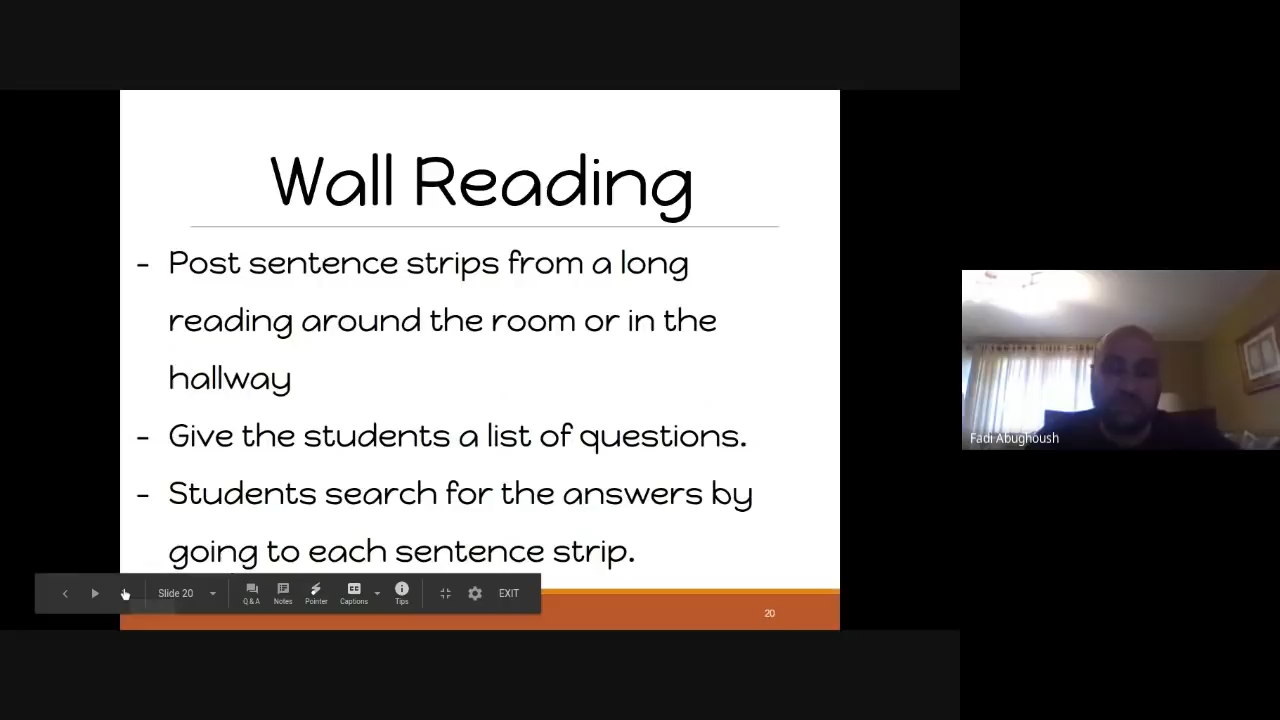 Wall Reading
- Post sentence strips from a long
reading around the room or in the
hallway
- Give the students a list of questions.
- Students search for the answers by
going to each sentence strip.
Slide 20
Q & A
Notes
Pointer
Captions
Tips
EXIT
20
Fadi Abughoush